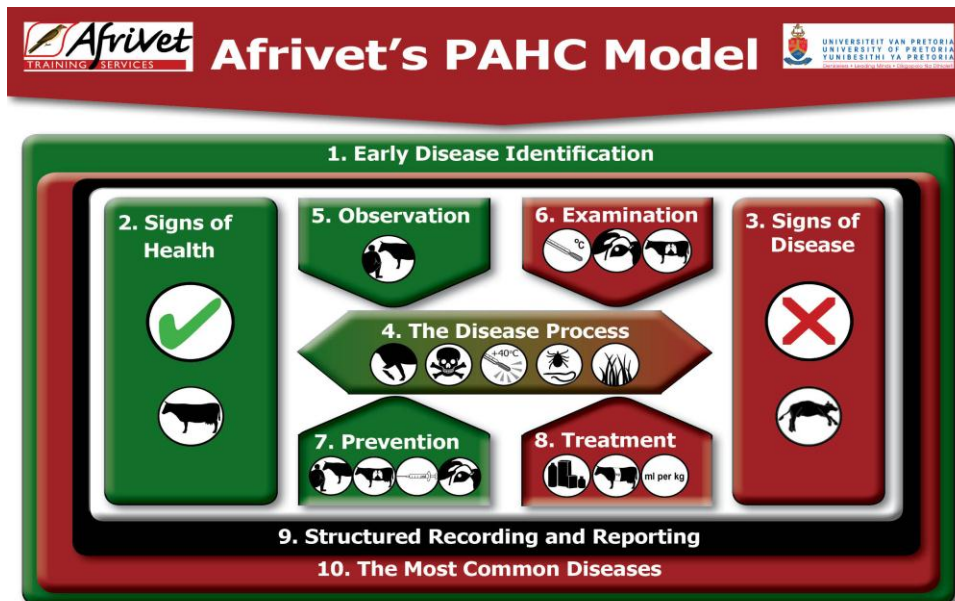 Afrivet
TRAINING SERVICES
Afrivet's PAHC Model
UNIVERSITEIT VAN PRETORIA
UNIVERSITY OF PRETORIA
YUNIBESITHI YA PRETORIA
1. Early Disease Identification
2. Signs of
Health
5. Observation
6. Examination
°C
3. Signs of
Disease
4. The Disease Process
+40°C
7. Prevention
8. Treatment
ml per kg
9. Structured Recording and Reporting
10. The Most Common Diseases